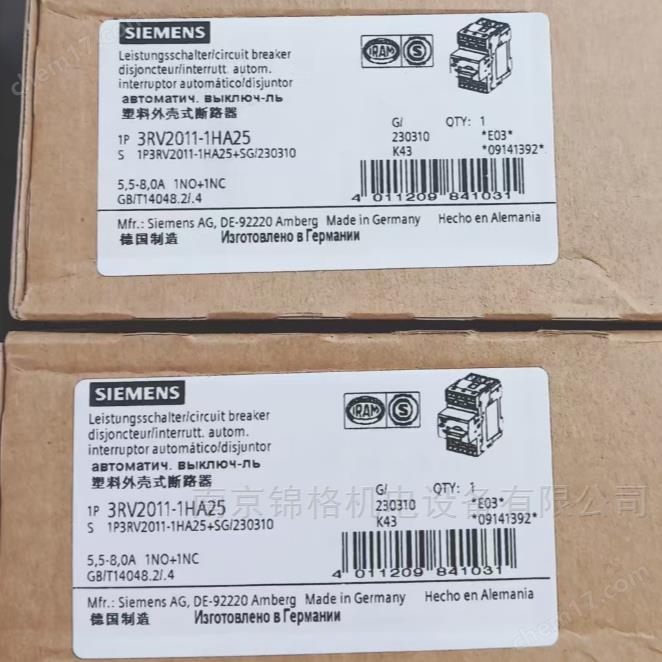 SIEMENS
Leistungsschalter/circuit breaker
disjoncteur/interrutt. autom.
interruptor automático/disjuntor
автоматич. выключ-ль
塑料外壳式断路器
1P 3RV2011-1HA25
S 1P3RV2011-1HA25+SG/230310
5,5-8,0A 1NO+1NC
GB/T14048.2/.4
IRAM S
G/ QTY: 1
230310 *E03*
K43 *09141392*
4 011209 841031
Mfr.: Siemens AG, DE-92220 Amberg Made in Germany Hecho en Alemania
德国制造 Изготовлено в Германии
SIEMENS
Leistungsschalter/circuit breaker
disjoncteur/interrutt. autom.
interruptor automático/disjuntor
автоматич. выключ-ль
塑料外壳式断路器
1P 3RV2011-1HA25
S 1P3RV2011-1HA25+SG/230310
5,5-8,0A 1NO+1NC
GB/T14048.2/.4
IRAM S
G/ QTY: 1
230310 *E03*
K43 *09141392*
4 011209 841031
Mfr.: Siemens AG, DE-92220 Amberg Made in Germany Hecho en Alemania
德国制造 Изготовлено в Германии
南京锦格机电设备有限公司
chem17.com